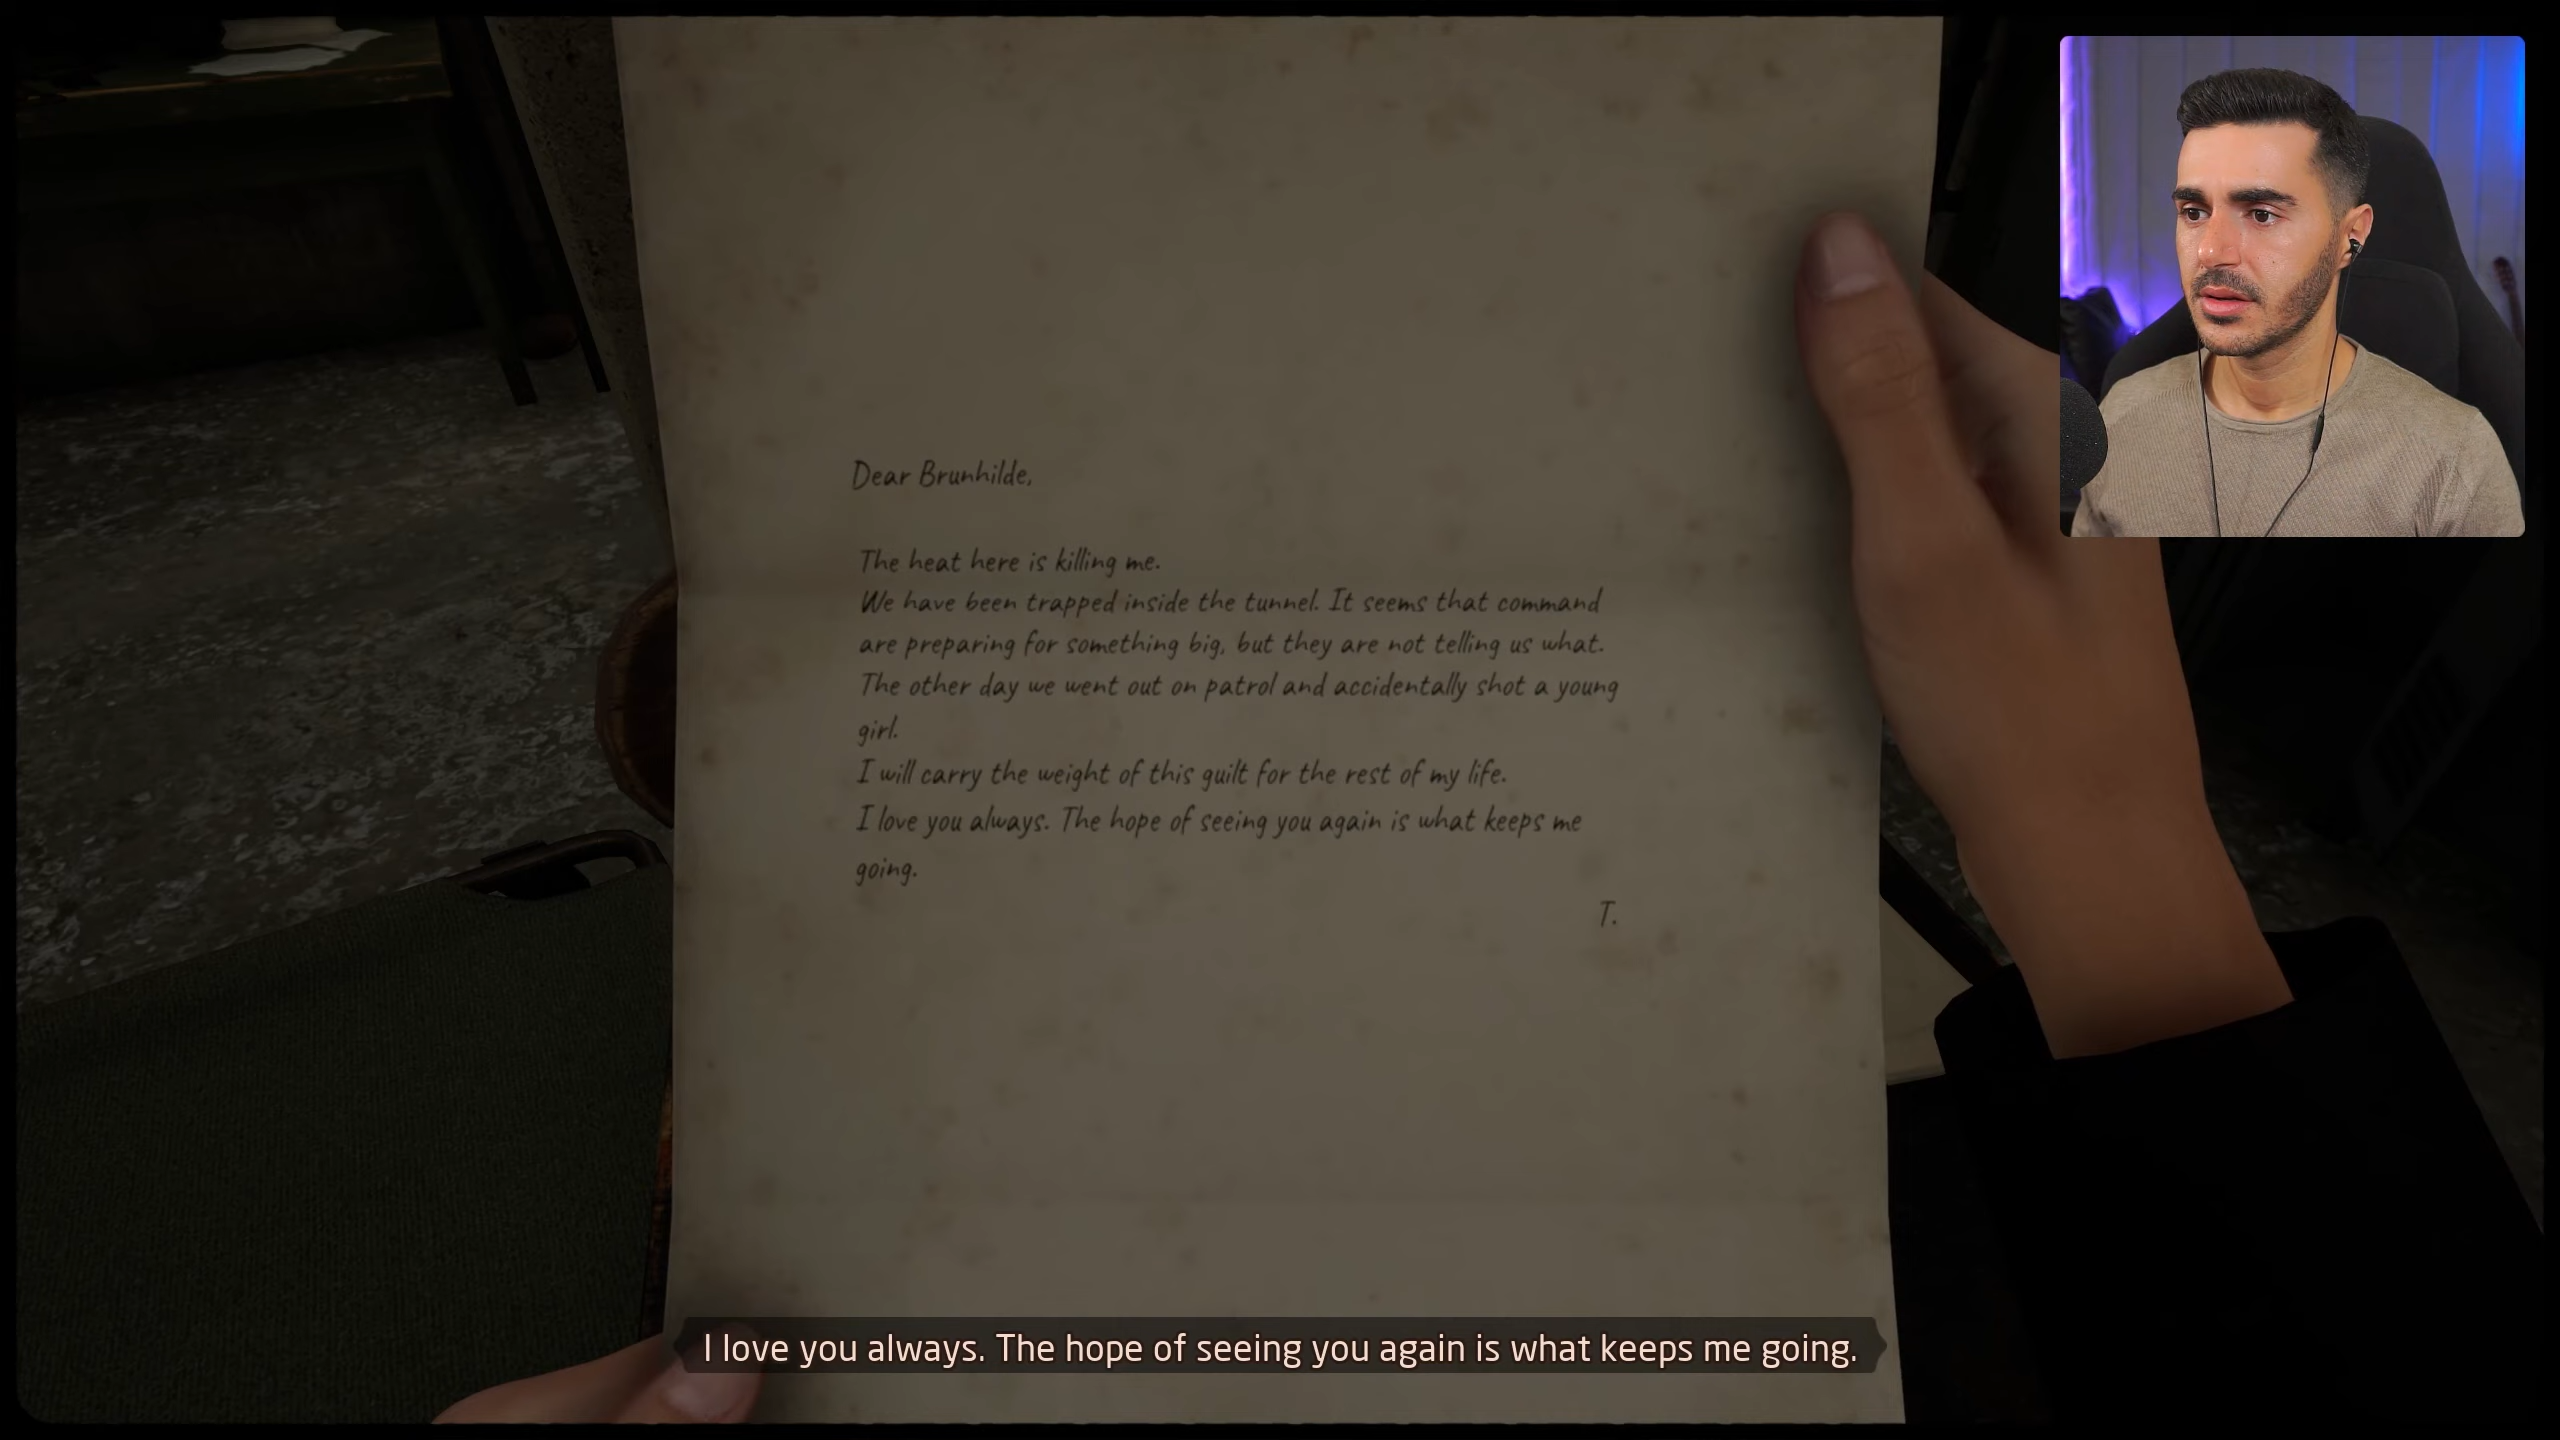 Dear Brunhilde,
The heat here is killing me.
We have been trapped inside the tunnel. It seems that command
are preparing for something big, but they are not telling us what.
The other day we went out on patrol and accidentally shot a young
girl.
I will carry the weight of this guilt for the rest of my life.
I love you always. The hope of seeing you again is what keeps me
going.
T.
I love you always. The hope of seeing you again is what keeps me going.